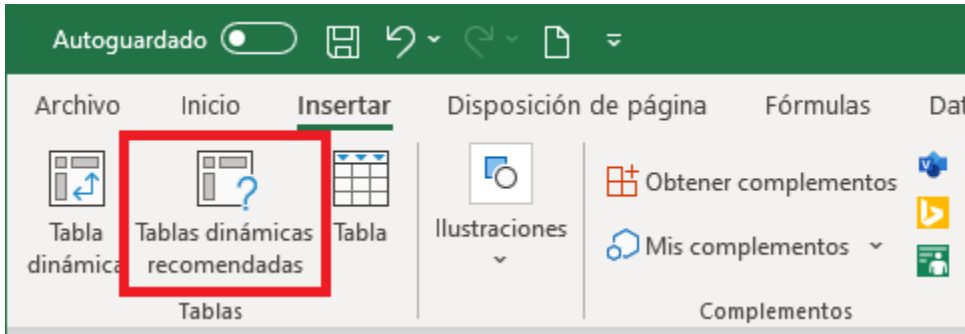 Autoguardado
Archivo Inicio Insertar Disposición de página Fórmulas Dat
Tabla dinámica
Tablas dinámicas recomendadas
Tabla
Ilustraciones
Obtener complementos
Mis complementos
Tablas
Complementos